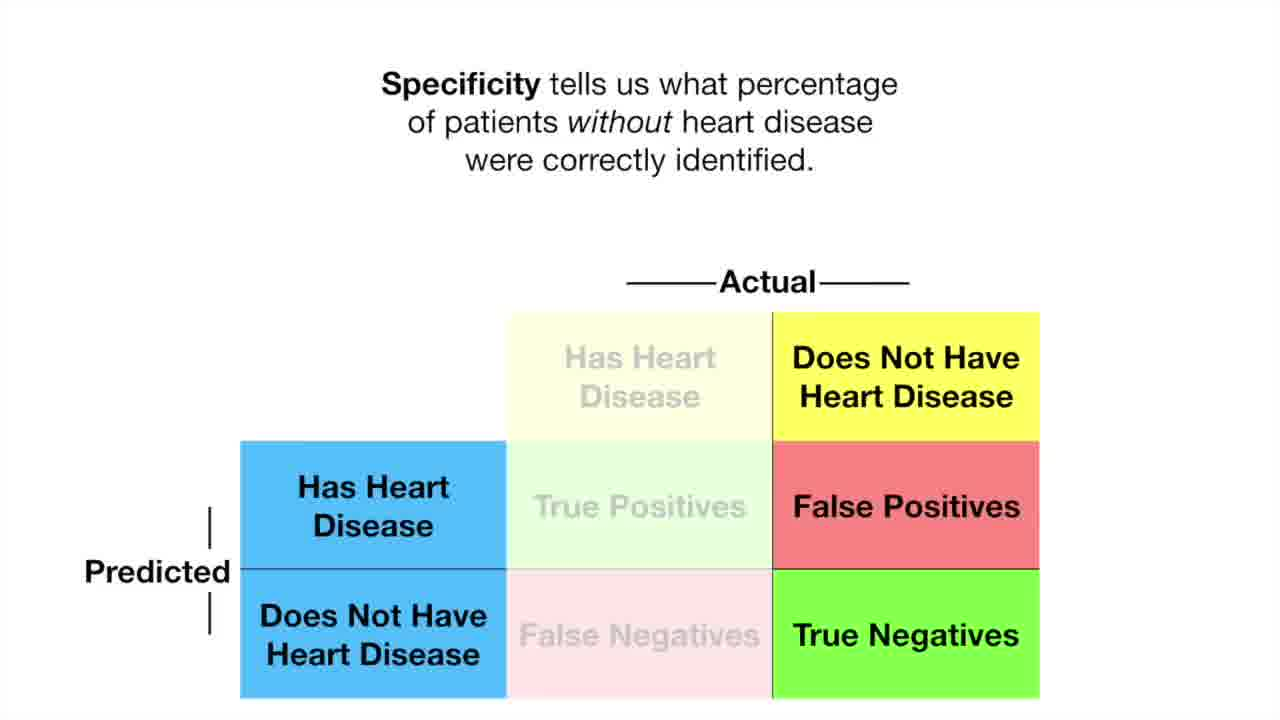 Specificity tells us what percentage
of patients without heart disease
were correctly identified.
Actual
Has Heart
Disease
Does Not Have
Heart Disease
Has Heart
Disease
True Positives
False Positives
Predicted
Does Not Have
Heart Disease
False Negatives
True Negatives